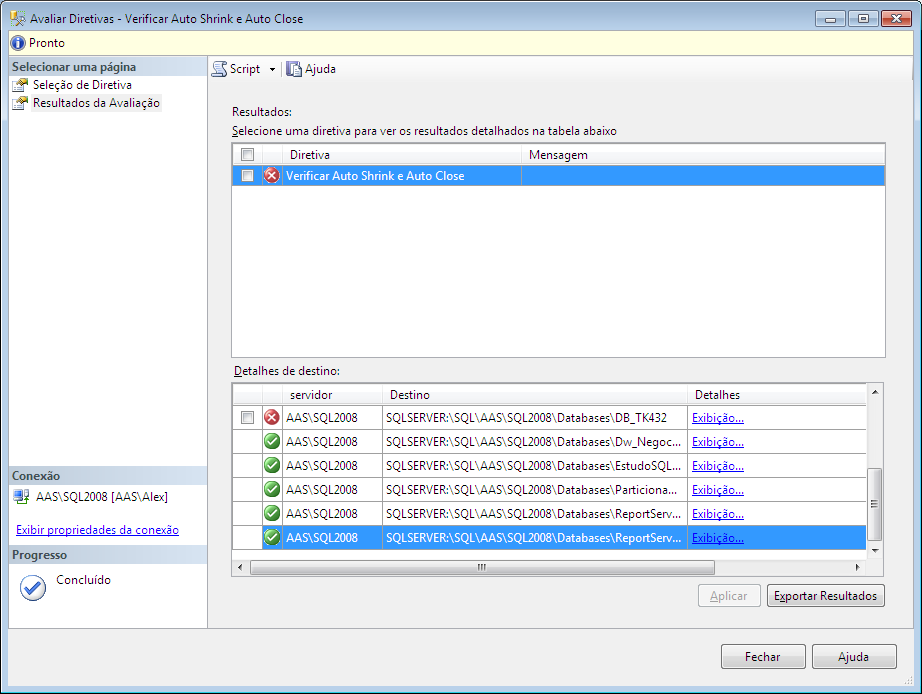 Avaliar Diretivas - Verificar Auto Shrink e Auto Close
Pronto
Selecionar uma página
Seleção de Diretiva
Resultados da Avaliação
Conexão
AAS\SQL2008 [AAS\Alex]
Exibir propriedades da conexão
Progresso
Concluído
Script
Ajuda
Resultados:
Selecione uma diretiva para ver os resultados detalhados na tabela abaixo
Diretiva Mensagem
Verificar Auto Shrink e Auto Close
Detalhes de destino:
servidor Destino Detalhes
AAS\SQL2008 SQLSERVER:\SQL\AAS\SQL2008\Databases\DB_TK432 Exibição...
AAS\SQL2008 SQLSERVER:\SQL\AAS\SQL2008\Databases\Dw_Negoc... Exibição...
AAS\SQL2008 SQLSERVER:\SQL\AAS\SQL2008\Databases\EstudoSQL... Exibição...
AAS\SQL2008 SQLSERVER:\SQL\AAS\SQL2008\Databases\Particiona... Exibição...
AAS\SQL2008 SQLSERVER:\SQL\AAS\SQL2008\Databases\ReportServ... Exibição...
AAS\SQL2008 SQLSERVER:\SQL\AAS\SQL2008\Databases\ReportServ... Exibição...
Aplicar
Exportar Resultados
Fechar
Ajuda